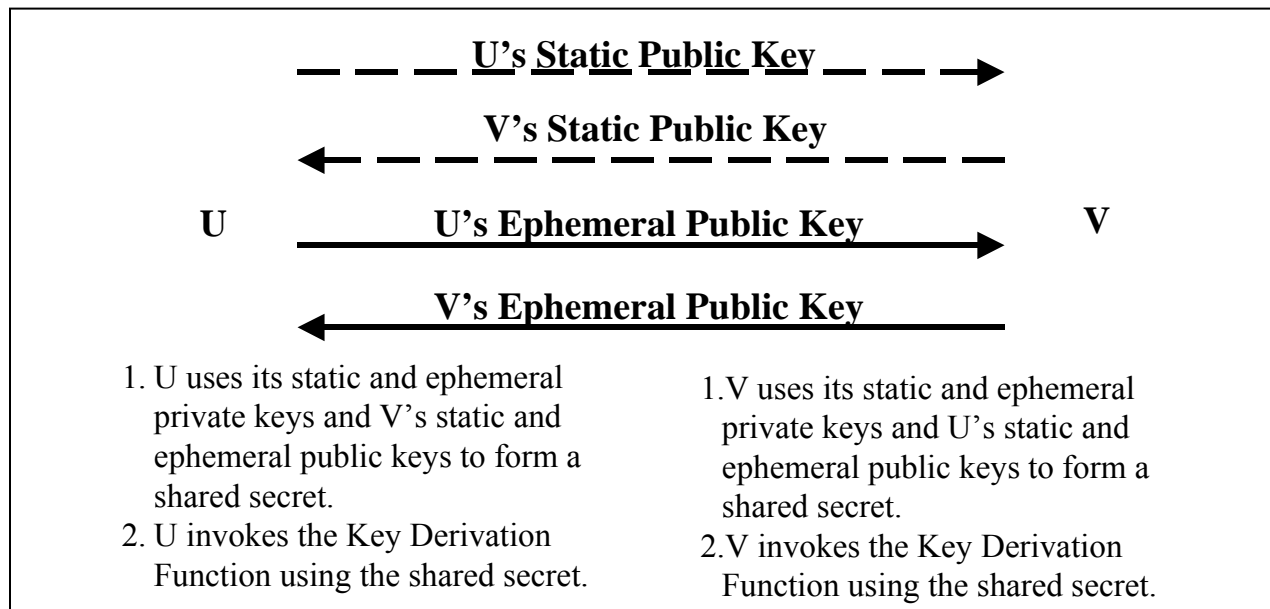 U's Static Public Key
V's Static Public Key
U
U's Ephemeral Public Key
V
V's Ephemeral Public Key
1. U uses its static and ephemeral
private keys and V's static and
ephemeral public keys to form a
shared secret.
2. U invokes the Key Derivation
Function using the shared secret.
1.V uses its static and ephemeral
private keys and U's static and
ephemeral public keys to form a
shared secret.
2.V invokes the Key Derivation
Function using the shared secret.